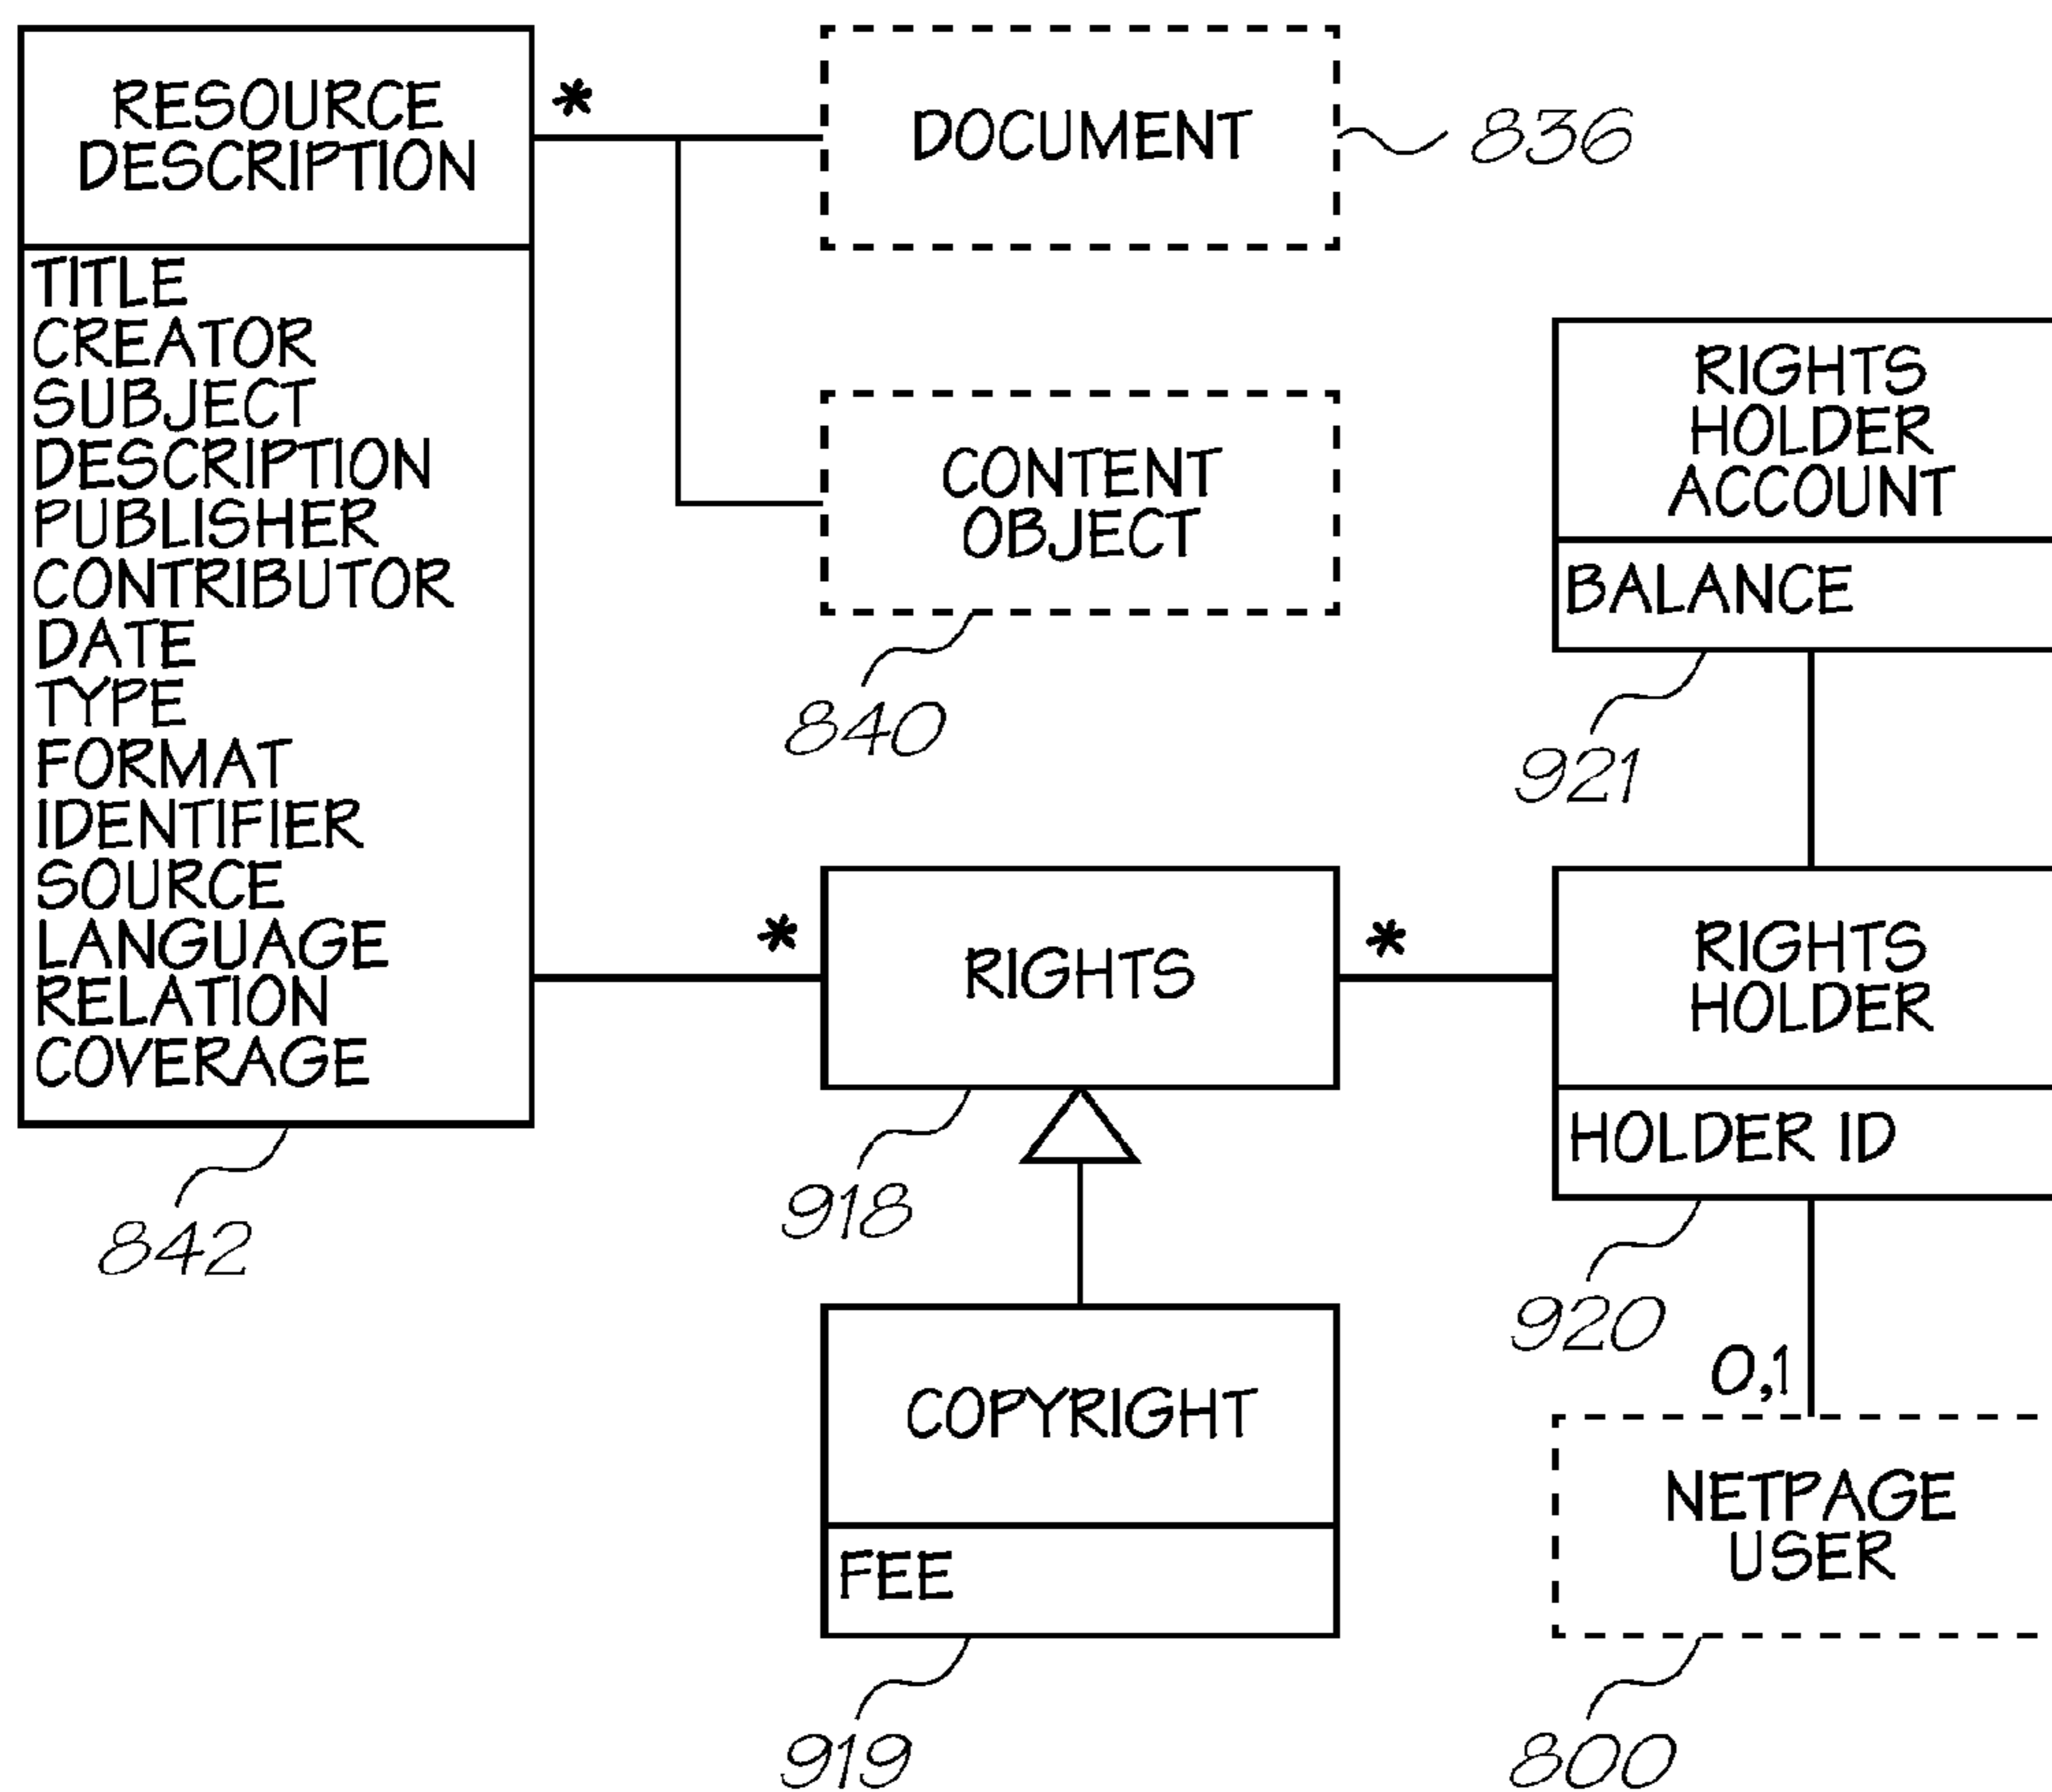 RESOURCE
DESCRIPTION
TITLE
CREATOR
SUBJECT
DESCRIPTION
PUBLISHER
CONTRIBUTOR
DATE
TYPE
FORMAT
IDENTIFIER
SOURCE
LANGUAGE
RELATION
COVERAGE
842
*
DOCUMENT
836
CONTENT
OBJECT
840
RIGHTS
HOLDER
ACCOUNT
BALANCE
921
*
RIGHTS
918
*
RIGHTS
HOLDER
HOLDER ID
920
COPYRIGHT
FEE
919
0,1
NETPAGE
USER
800